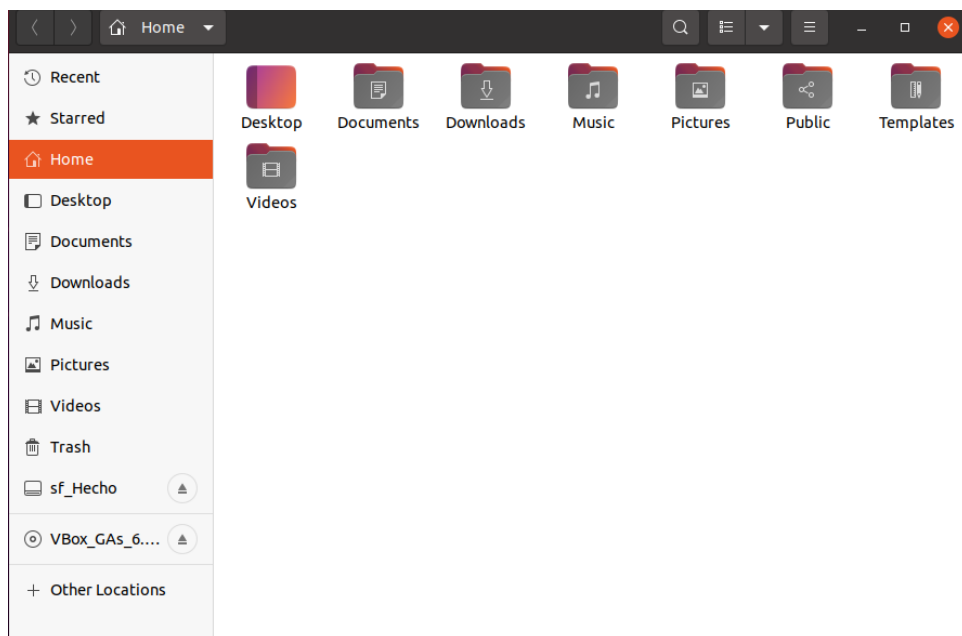 Home
Recent
Starred
Home
Desktop
Documents
Downloads
Music
Pictures
Videos
Trash
sf_Hecho
VBox_GAs_6....
Other Locations
Desktop Documents Downloads Music Pictures Public Templates
Videos